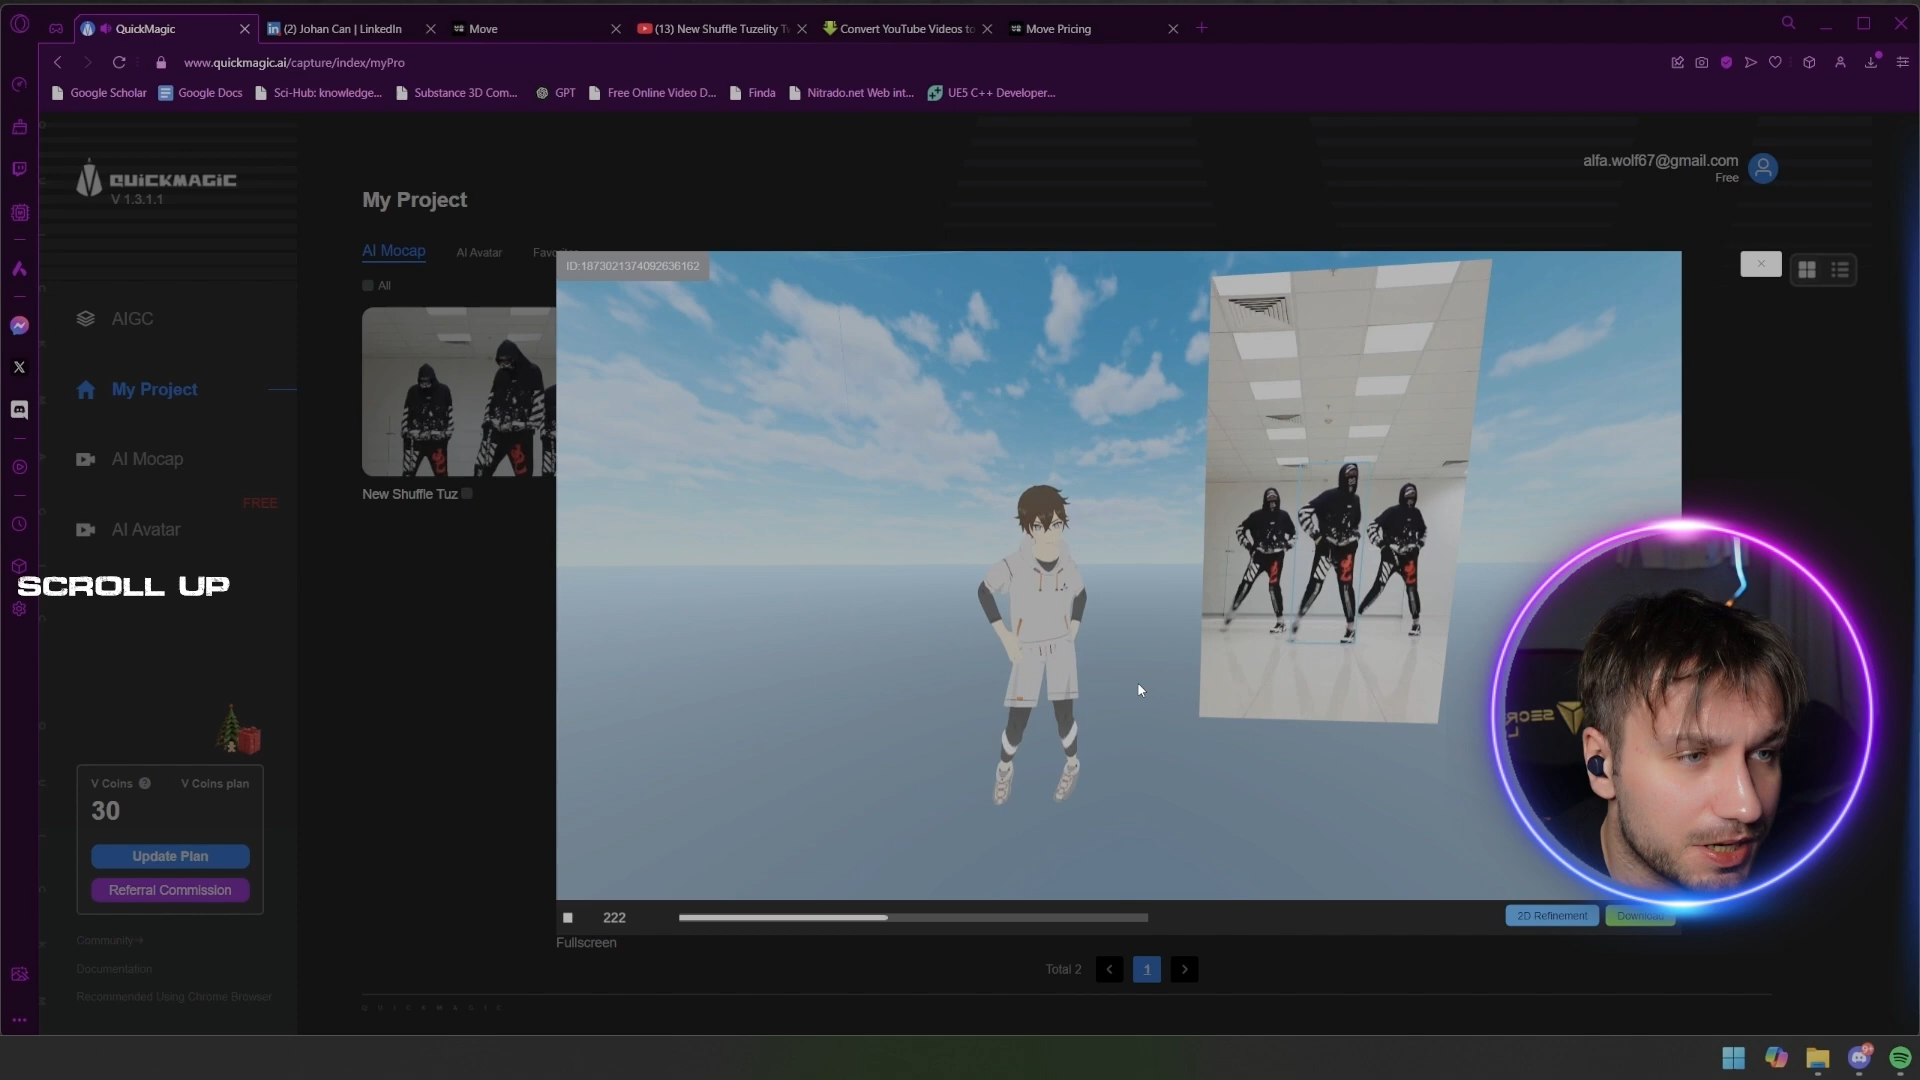 QuickMagic
(2) Johan Can | LinkedIn
Move
(13) New Shuffle Tuzelity Tv
Convert YouTube Videos to
Move Pricing
www.quickmagic.ai/capture/index/myPro
Google Scholar
Google Docs
Sci-Hub: knowledge...
Substance 3D Com...
GPT
Free Online Video D...
Finda
Nitrado.net Web int...
UE5 C++ Developer...
QUICKMAGIC
V 1.3.1.1
alfa.wolf67@gmail.com
Free
My Project
AI Mocap
AI Avatar
ID:1873021374092636162
All
AIGC
My Project
AI Mocap
New Shuffle Tuz
FREE
AI Avatar
SCROLL UP
V Coins
V Coins plan
30
Update Plan
Referral Commission
222
2D Refinement
Download
Fullscreen
Community
Documentation
Total 2
1
Recommended Using Chrome Browser
Q U I C K M A G I C
9+